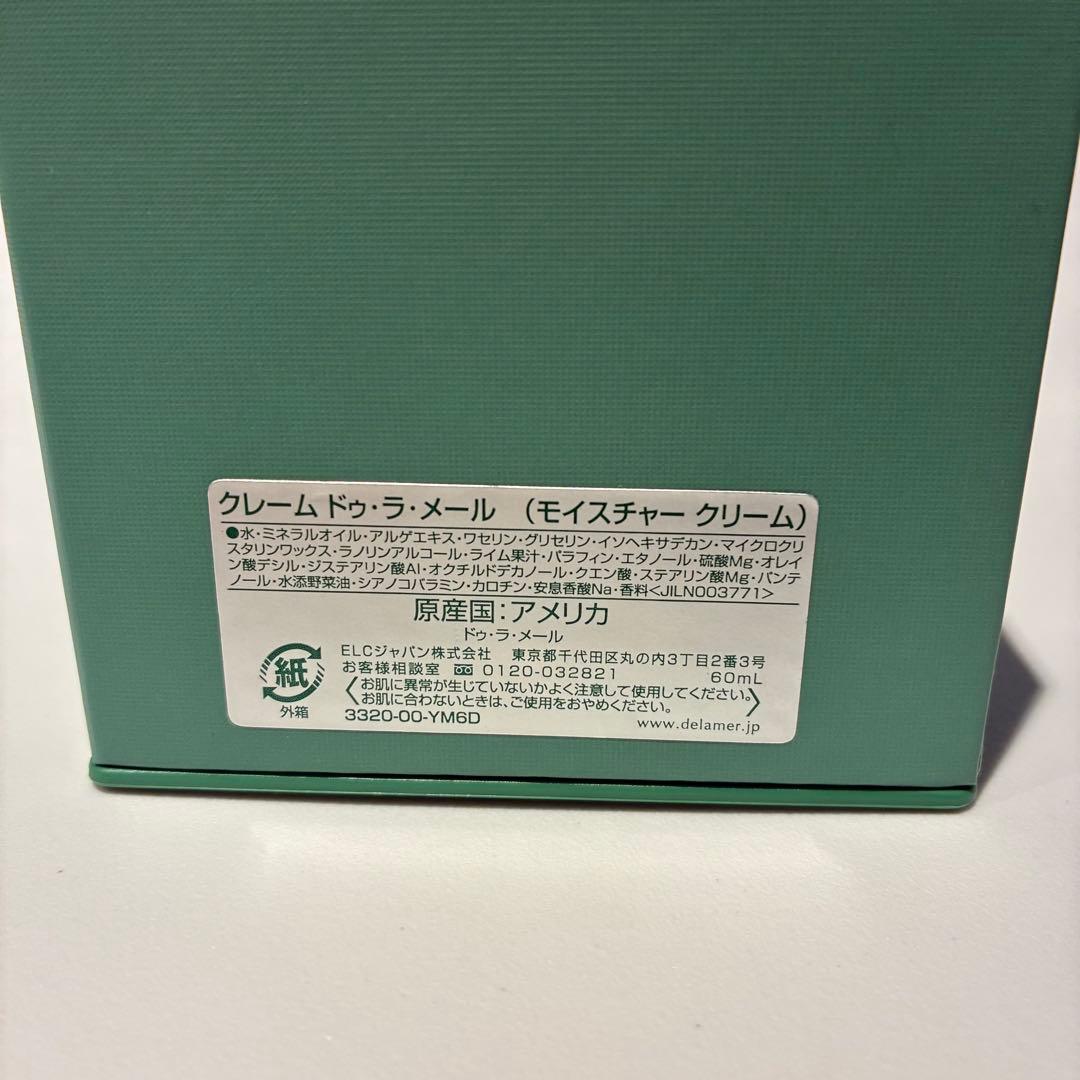 クレーム ドゥ・ラ・メール （モイスチャー クリーム）
●水・ミネラルオイル・アルゲエキス・ワセリン・グリセリン・イソヘキサデカン・マイクロクリ
スタリンワックス・ラノリンアルコール・ライム果汁・パラフィン・エタノール・硫酸Mg・オレイ
ン酸デシル・ジステアリン酸Al・オクチルドデカノール・クエン酸・ステアリン酸Mg・パンテ
ノール・水添野菜油・シアノコバラミン・カロチン・安息香酸Na・香料<JILN003771>
原産国：アメリカ
ドゥ・ラ・メール
ELCジャパン株式会社 東京都千代田区丸の内3丁目2番3号
お客様相談室 0120-032821 60mL
〈お肌に異常が生じていないかよく注意して使用してください。
お肌に合わないときは、ご使用をおやめください。〉
3320-00-YM6D www.delamer.jp
紙
外箱